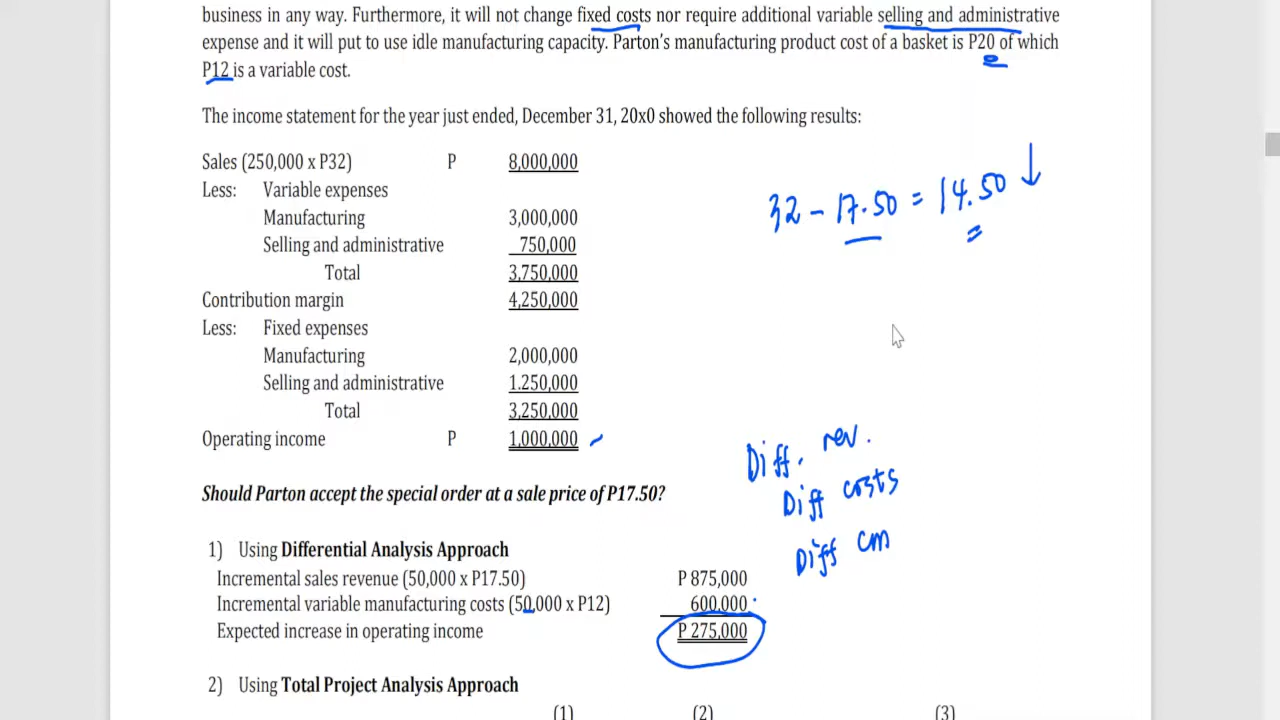 business in any way. Furthermore, it will not change fixed costs nor require additional variable selling and administrative
expense and it will put to use idle manufacturing capacity. Parton's manufacturing product cost of a basket is P20 of which
P12 is a variable cost.
The income statement for the year just ended, December 31, 20x0 showed the following results:
Sales (250,000 x P32) P 8,000,000
Less: Variable expenses
Manufacturing 3,000,000
Selling and administrative 750,000
Total 3,750,000
Contribution margin 4,250,000
Less: Fixed expenses
Manufacturing 2,000,000
Selling and administrative 1.250,000
Total 3,250,000
Operating income P 1,000,000
32 - 17.50 = 14.50 ↓
Diff. rev.
Diff costs
Diff cm
Should Parton accept the special order at a sale price of P17.50?
1) Using Differential Analysis Approach
Incremental sales revenue (50,000 x P17.50) P 875,000
Incremental variable manufacturing costs (50,000 x P12) 600,000
Expected increase in operating income P 275,000
2) Using Total Project Analysis Approach
(1) (2) (3)